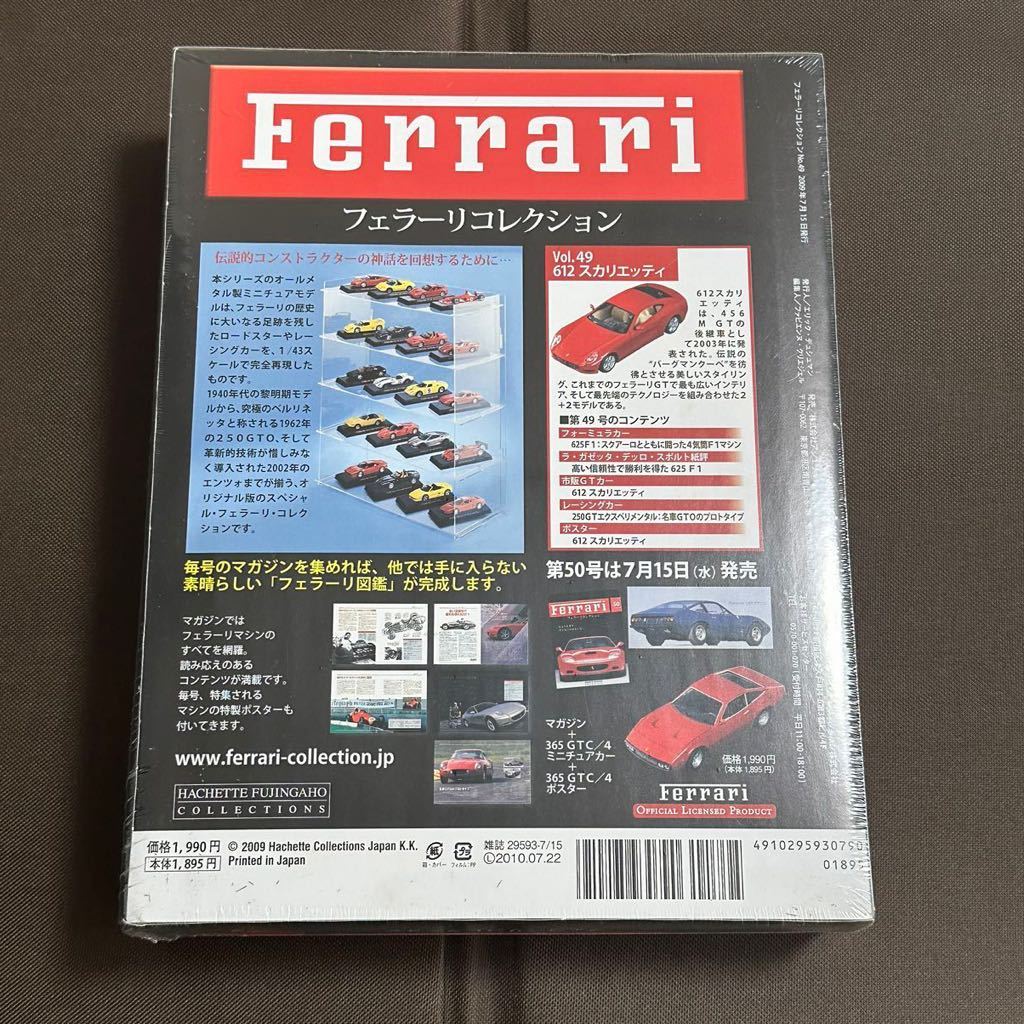 Ferrari
フェラーリコレクション
伝説的コンストラクターの神話を回想するために…
本シリーズのオールメ
タル製ミニチュアモデ
ルは、フェラーリの歴史
に大いなる足跡を残し
たロードスターやレー
シングカーを、1/43ス
ケールで完全再現した
ものです。
1940年代の黎明期モデ
ルから、究極のベルリネ
ッタと称される1962年
の250GTO、そして
革新的技術が惜しみな
く導入された2002年の
エンツォまでが揃う、オ
リジナル版のスペシャ
ル・フェラーリ・コレク
ションです。
Vol.49
612 スカリエッティ
612スカリ
エッティ
は、456
M GTの
後継車とし
て2003年に発
表された。伝説の
“バーグマンクーペ”を彷
彿とさせる美しいスタイリン
グ、これまでのフェラーリGTで最も広いインテリ
ア、そして最先端のテクノロジーを組み合わせた2
+2モデルである。
■第49号のコンテンツ
フォーミュラカー
625F1:スクアーロとともに闘った4気筒F1マシン
ラ・ガゼッタ・デッロ・スポルト紙評
高い信頼性で勝利を得た 625 F1
市販GTカー
612 スカリエッティ
レーシングカー
250GTエクスペリメンタル:名車GTOのプロトタイプ
ポスター
612 スカリエッティ
毎号のマガジンを集めれば、他では手に入らない
素晴らしい「フェラーリ図鑑」が完成します。
マガジンでは
フェラーリマシンの
すべてを網羅。
読み応えのある
コンテンツが満載です。
毎号、特集される
マシンの特製ポスターも
付いてきます。
www.ferrari-collection.jp
HACHETTE FUJINGAHO
COLLECTIONS
第50号は7月15日(水)発売
Ferrari
50
マガジン
+
365 GTC/4
ミニチュアカー
+
365 GTC/4
ポスター
価格1,990円
(本体1,895円)
Ferrari
OFFICIAL LICENSED PRODUCT
価格1,990円
本体1,895円
© 2009 Hachette Collections Japan K.K.
Printed in Japan
紙
箱・カバー
プラ
フィルム:PP
雑誌 29593-7/15
Ⓛ2010.07.22
4910295930790
0189
フェラーリコレクション No.49 2009年7月15日発行